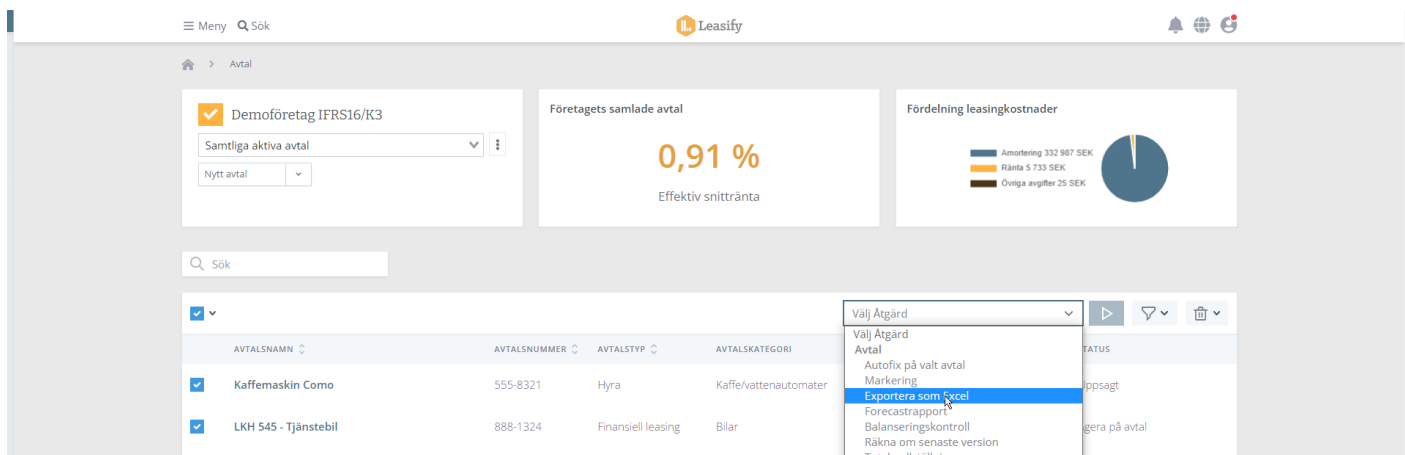 Meny Sök Leasify
Avtal
Demoföretag IFRS16/K3
Samtliga aktiva avtal
Nytt avtal
Företagets samlade avtal
0,91 %
Effektiv snittränta
Fördelning leasingkostnader
Amortering 332 987 SEK
Ränta 5 733 SEK
Övriga avgifter 25 SEK
Sök
Välj Åtgärd
Välj Åtgärd
Avtal
Autofix på valt avtal
Markering
Exportera som Excel
Forecastrapport
Balanseringskontroll
Räkna om senaste version
AVTALSNAMN AVTALSNUMMER AVTALSTYP AVTALSKATEGORI TATUS
Kaffemaskin Como 555-8321 Hyra Kaffe/vattenautomater Uppsagt
LKH 545 - Tjänstebil 888-1324 Finansiell leasing Bilar Agera på avtal